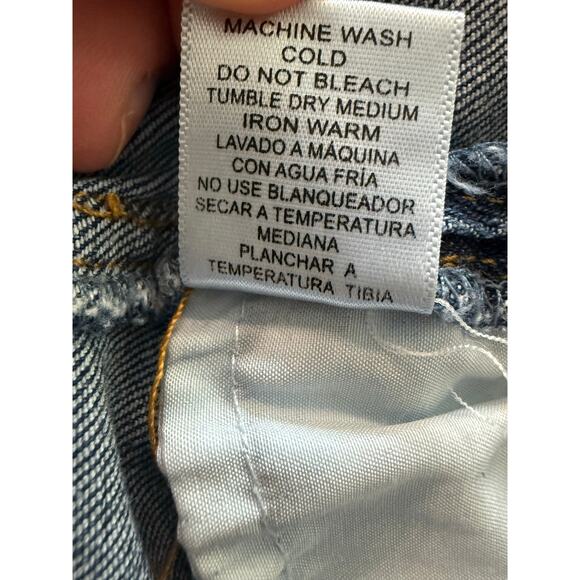 MACHINE WASH
COLD
DO NOT BLEACH
TUMBLE DRY MEDIUM
IRON WARM
LAVADO A MÁQUINA
CON AGUA FRÍA
NO USE BLANQUEADOR
SECAR A TEMPERATURA
MEDIANA
PLANCHAR A
TEMPERATURA TIBIA